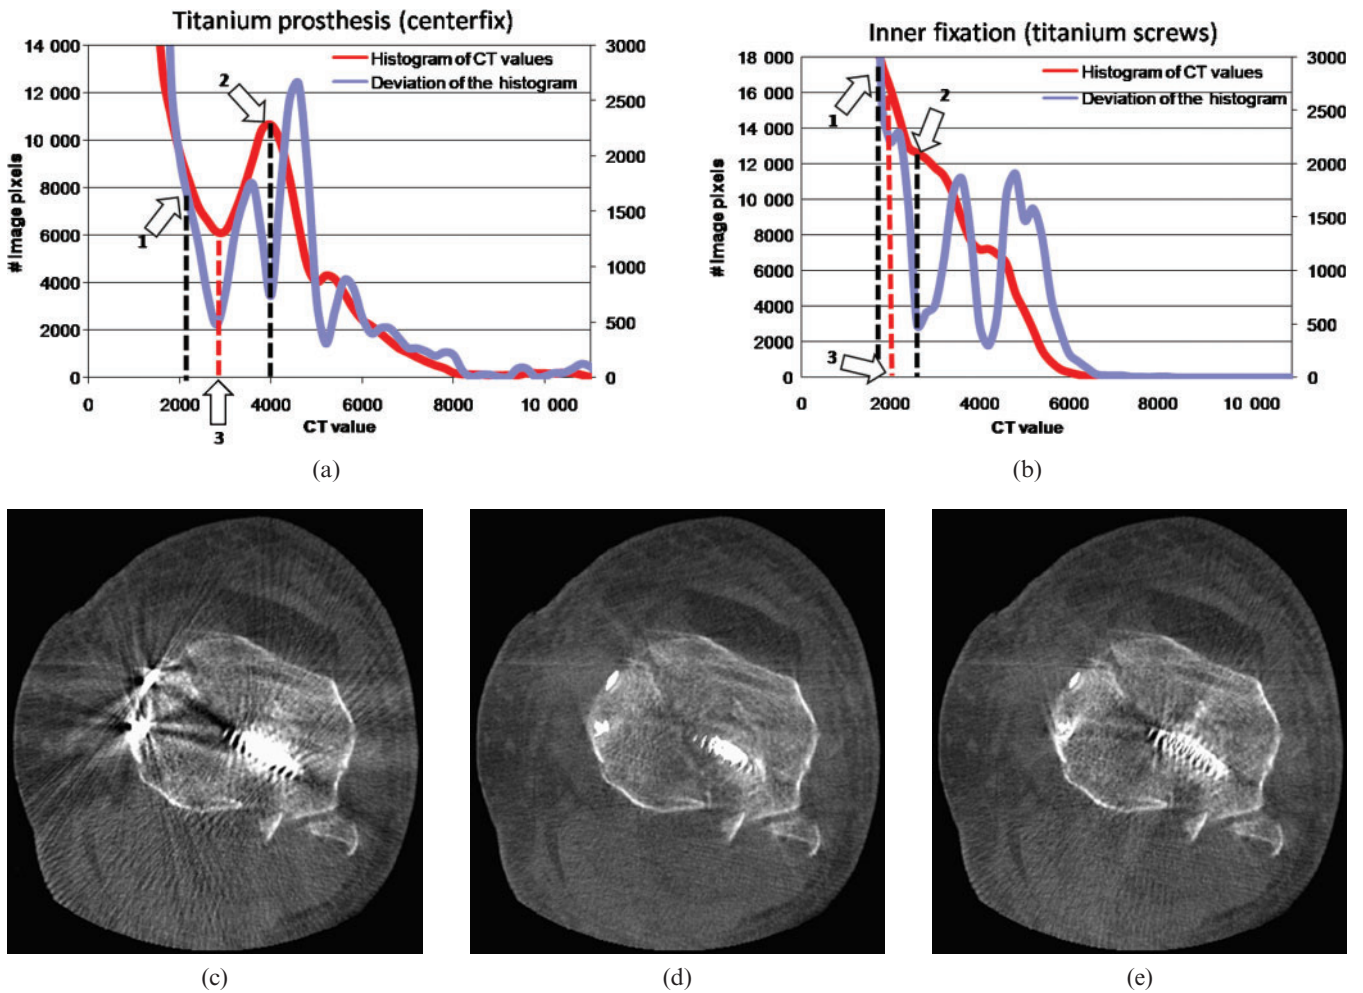 Titanium prosthesis (centerfix)
14 000
12 000
10 000
8000
6000
4000
2000
0
# Image pixels
3000
2500
2000
1500
1000
500
0
Histogram of CT values
Deviation of the histogram
1
2
3
0 2000 4000 6000 8000 10 000
CT value
(a)
Inner fixation (titanium screws)
18 000
16 000
14 000
12 000
10 000
8000
6000
4000
2000
0
# Image pixels
3000
2500
2000
1500
1000
500
0
Histogram of CT values
Deviation of the histogram
1
2
3
0 2000 4000 6000 8000 10 000
CT value
(b)
(c)
(d)
(e)